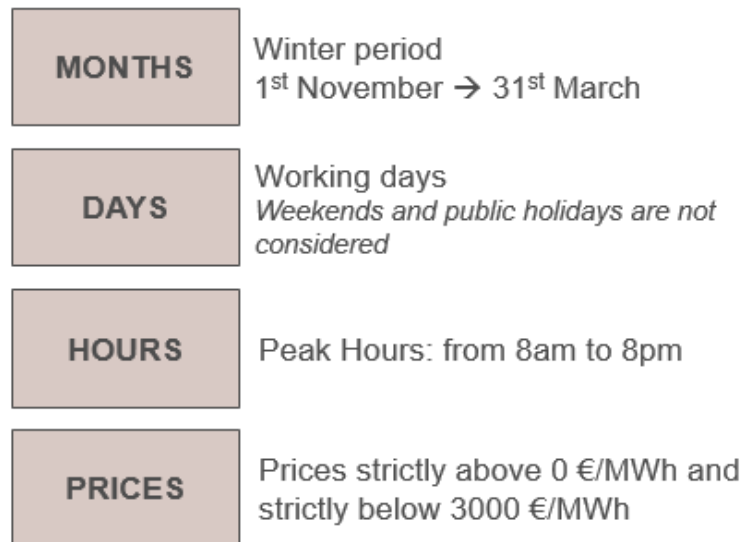 MONTHS
Winter period
1st November → 31st March
DAYS
Working days
Weekends and public holidays are not
considered
HOURS
Peak Hours: from 8am to 8pm
PRICES
Prices strictly above 0 €/MWh and
strictly below 3000 €/MWh